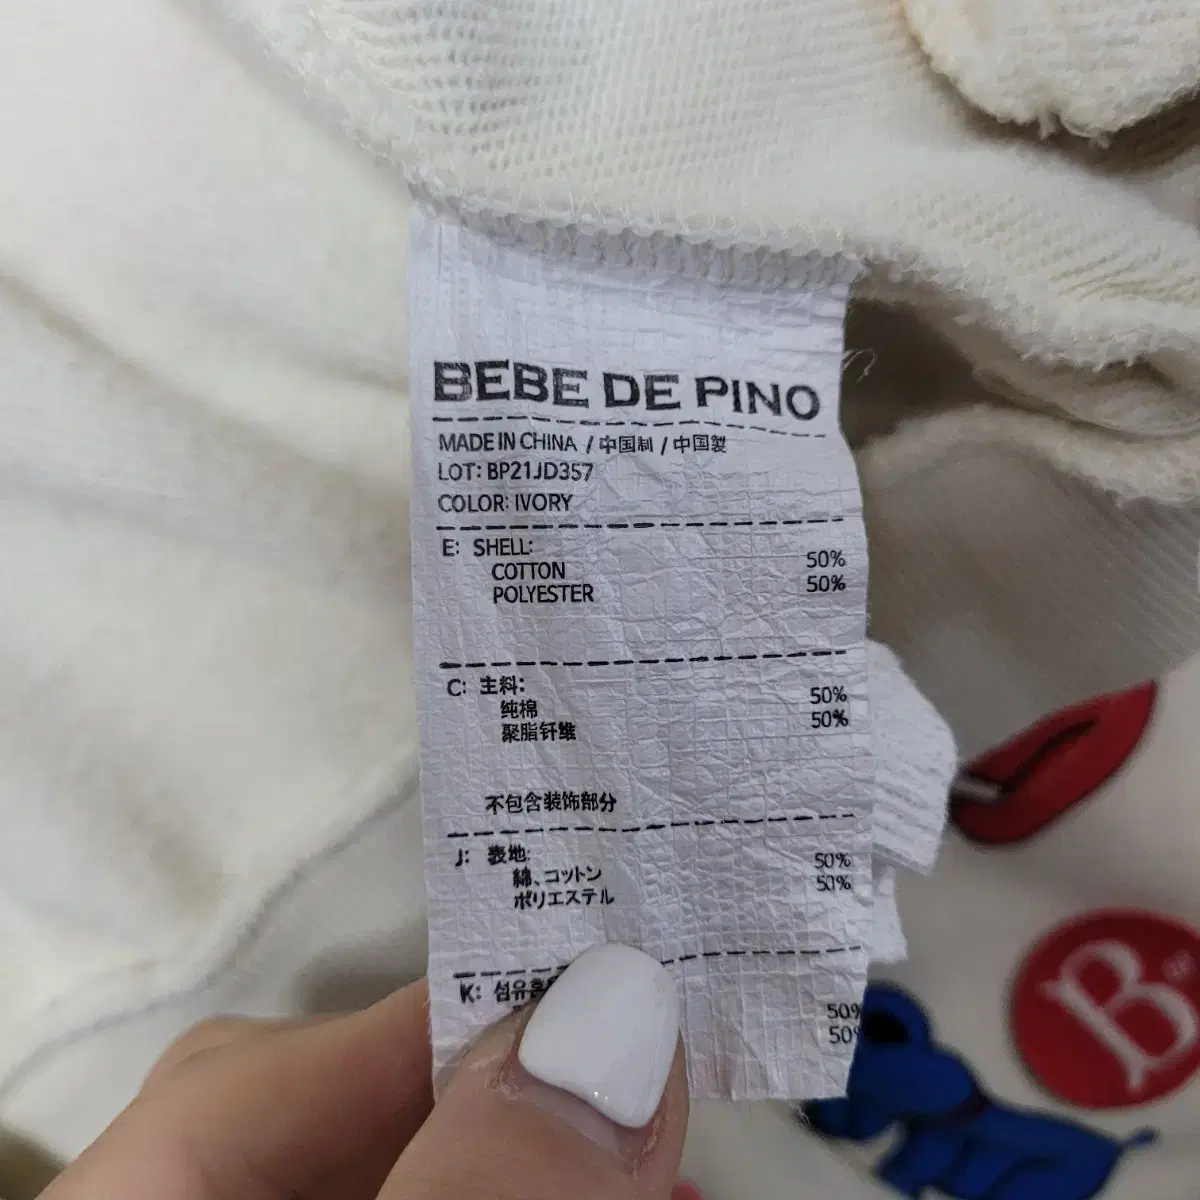 BEBE DE PINO
MADE IN CHINA / 中国制 / 中国製
LOT: BP21JD357
COLOR: IVORY
E: SHELL:
COTTON 50%
POLYESTER 50%
C: 主料:
纯棉 50%
聚脂钎维 50%
不包含装饰部分
J: 表地:
綿、コットン 50%
ポリエステル 50%
K: 섬유혼
50%
50%
B